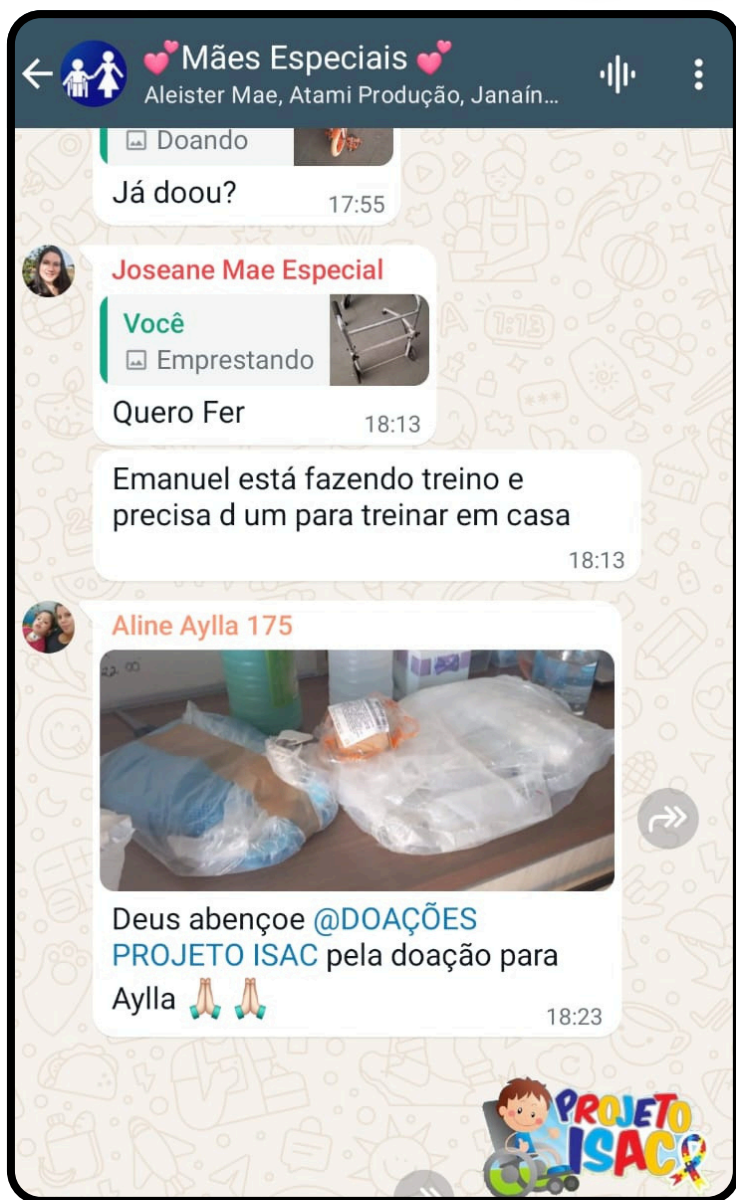 💕Mães Especiais 💕
Aleister Mae, Atami Produção, Janaín...
Doando
Já doou?
17:55
Joseane Mae Especial
Você
Emprestando
Quero Fer
18:13
Emanuel está fazendo treino e
precisa d um para treinar em casa
18:13
Aline Aylla 175
Deus abençoe @DOAÇÕES
PROJETO ISAC pela doação para
Aylla 🙏🏻 🙏🏻
18:23
PROJETO
ISAC